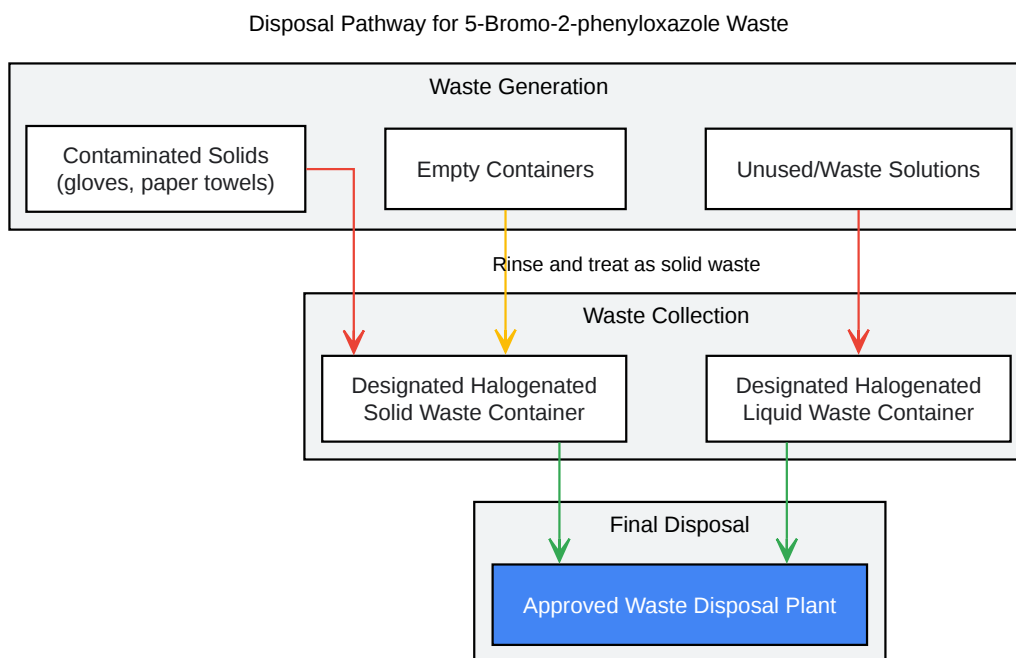 Disposal Pathway for 5-Bromo-2-phenyloxazole Waste
Waste Generation
Contaminated Solids
(gloves, paper towels)
Empty Containers
Unused/Waste Solutions
Rinse and treat as solid waste
Waste Collection
Designated Halogenated
Solid Waste Container
Designated Halogenated
Liquid Waste Container
Final Disposal
Approved Waste Disposal Plant